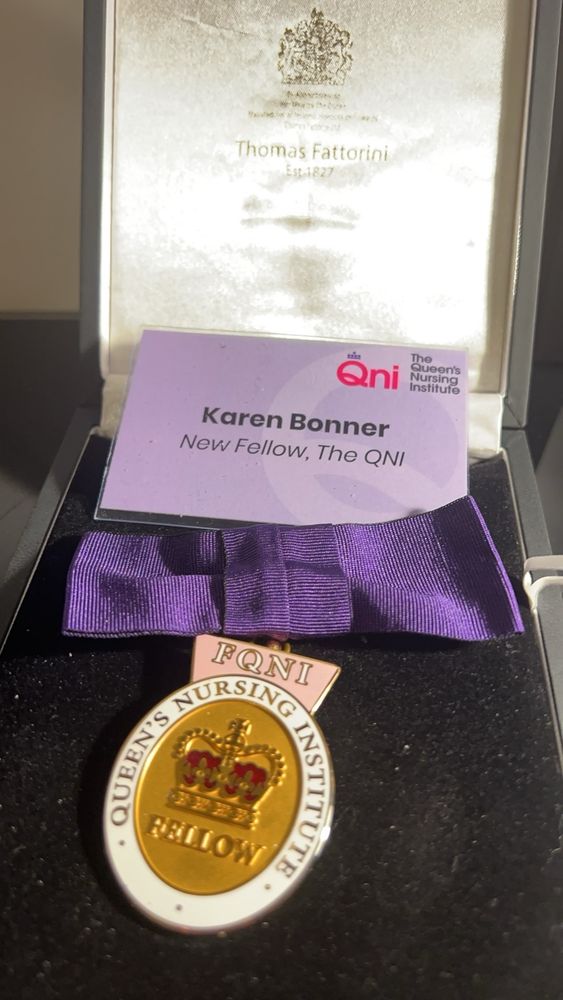 Thomas Fattorini
Est. 1827
Qni
The
Queen's
Nursing
Institute
Karen Bonner
New Fellow, The QNI
FQNI
QUEEN'S NURSING INSTITUTE
FELLOW